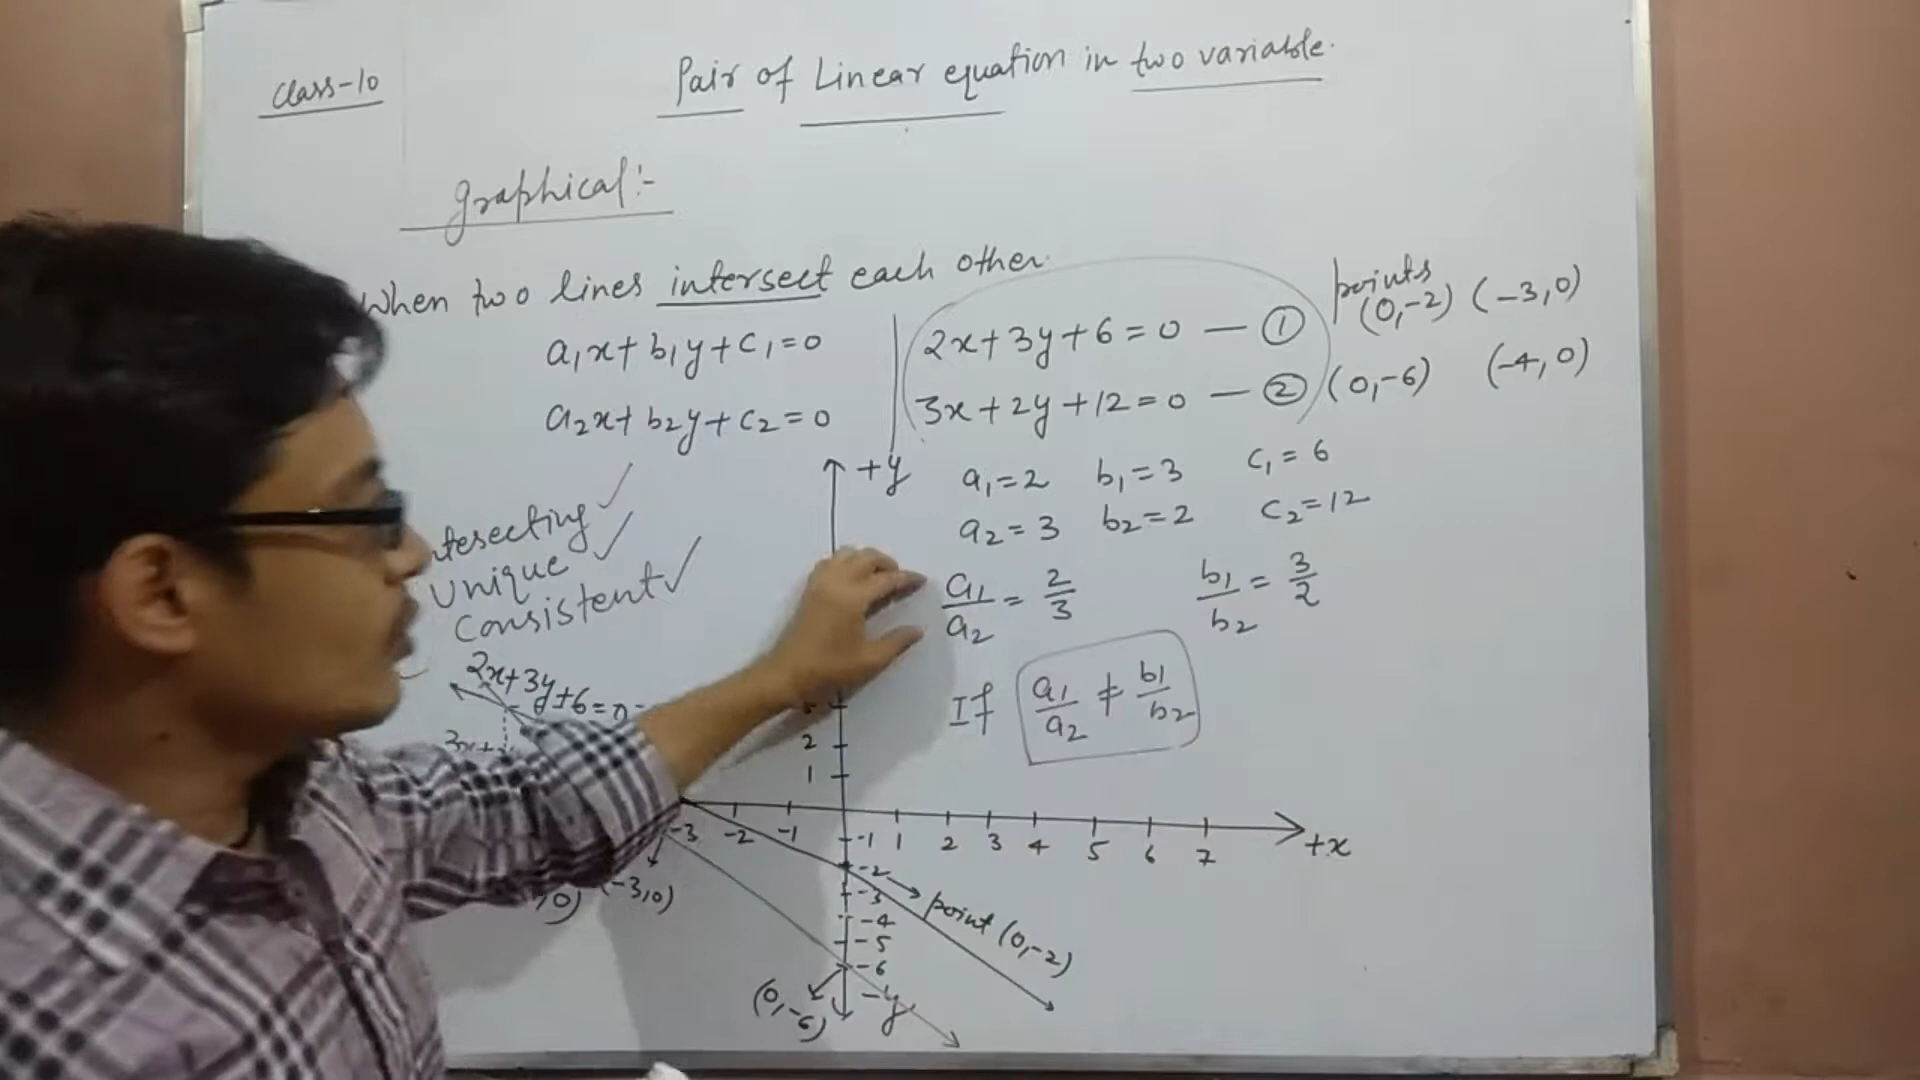 Class-10
Pair of Linear equation in two variable.
Graphical:-
When two lines intersect each other.
a₁x+b₁y+c₁=0
a₂x+b₂y+c₂=0
2x+3y+6=0 — ①
3x+2y+12=0 — ②
points
(0,-2) (-3,0)
(0,-6) (-4,0)
a₁=2 b₁=3 c₁=6
a₂=3 b₂=2 c₂=12
a₁/a₂ = 2/3 b₁/b₂ = 3/2
If a₁/a₂ ≠ b₁/b₂
ntesecting ✓
Unique ✓
Consistent ✓
2x+3y+6=0
3x+
+y
2
1
-3 -2 -1 1 2 3 4 5 6 7
+x
-1
-2
-3
-4
-5
-6
-y
,0) (-3,0)
point (0,-2)
(0,-6)